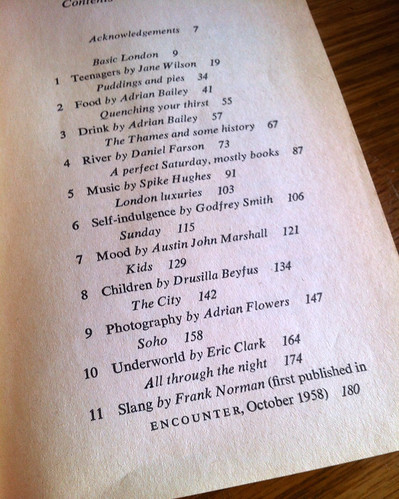 Contents
Acknowledgements 7
Basic London 9
1 Teenagers by Jane Wilson 19
Puddings and pies 34
2 Food by Adrian Bailey 41
Quenching your thirst 55
3 Drink by Adrian Bailey 57
The Thames and some history 67
4 River by Daniel Farson 73
A perfect Saturday, mostly books 87
5 Music by Spike Hughes 91
London luxuries 103
6 Self-indulgence by Godfrey Smith 106
Sunday 115
7 Mood by Austin John Marshall 121
Kids 129
8 Children by Drusilla Beyfus 134
The City 142
9 Photography by Adrian Flowers 147
Soho 158
10 Underworld by Eric Clark 164
All through the night 174
11 Slang by Frank Norman (first published in
ENCOUNTER, October 1958) 180